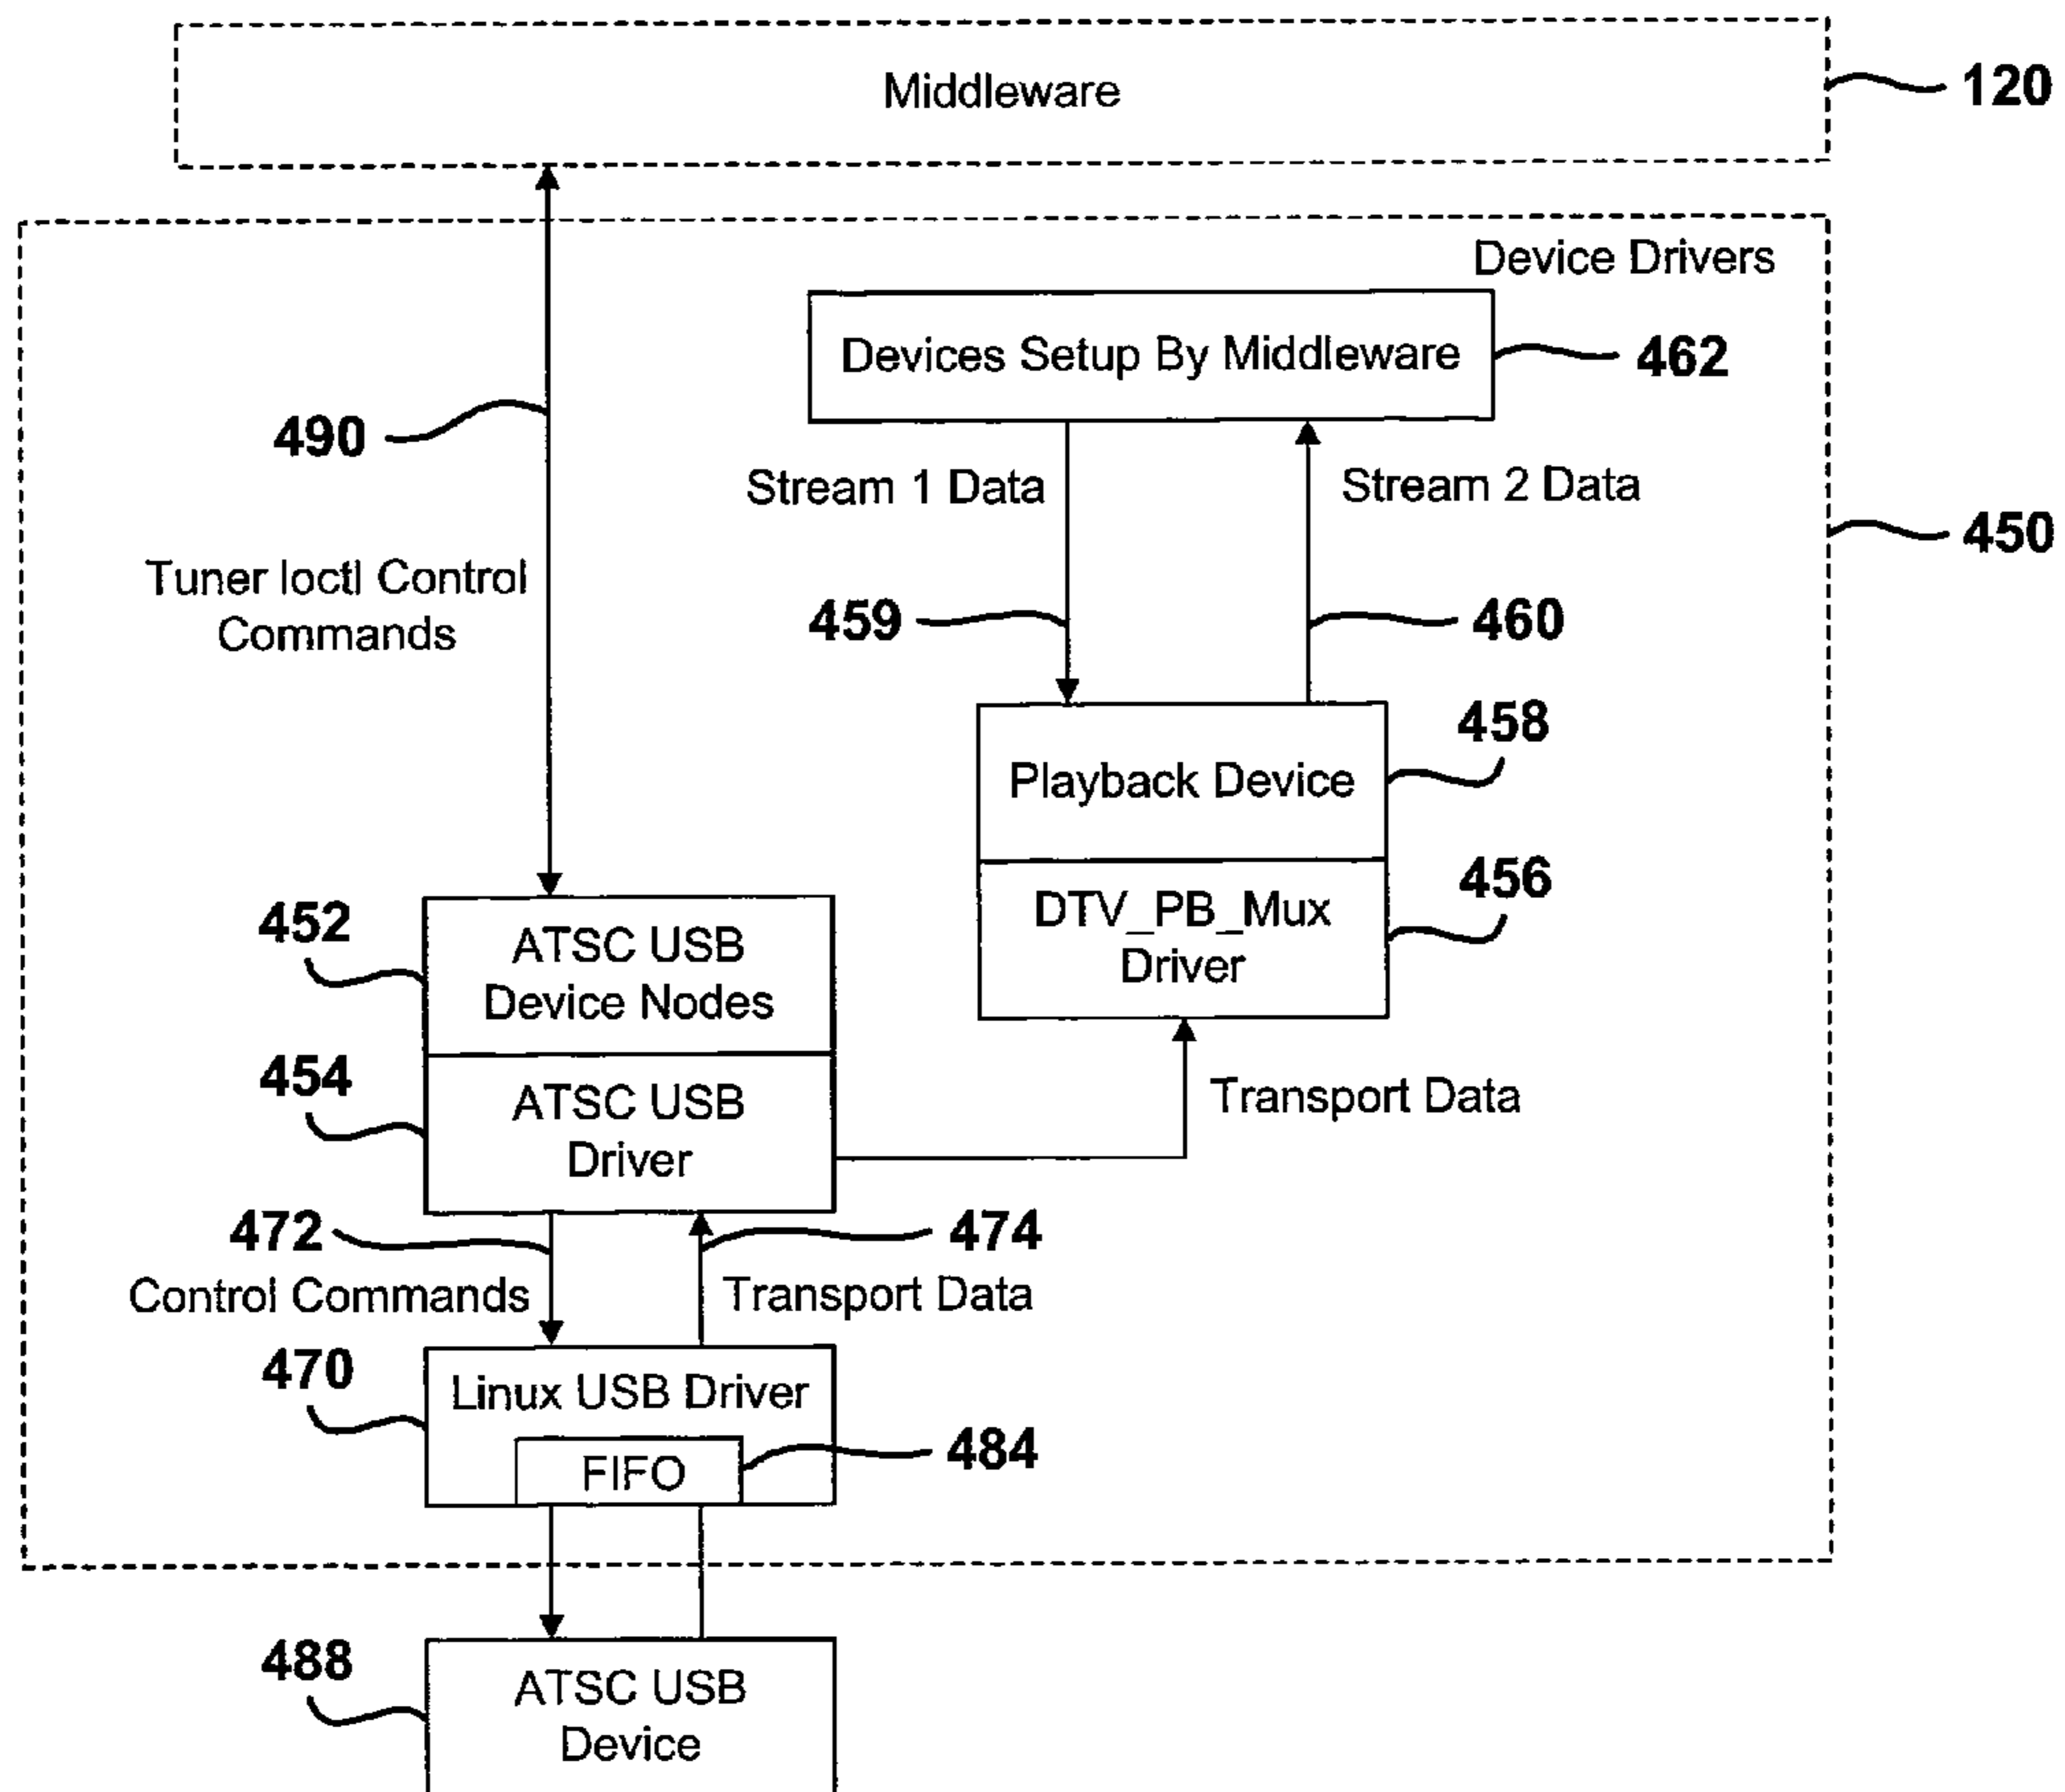 Middleware
120
Device Drivers
Devices Setup By Middleware
462
490
Stream 1 Data
Stream 2 Data
450
Tuner Ioctl Control
Commands
459
460
458
Playback Device
456
DTV_PB_Mux
Driver
452
ATSC USB
Device Nodes
454
ATSC USB
Driver
Transport Data
472
474
Control Commands
Transport Data
470
Linux USB Driver
484
FIFO
488
ATSC USB
Device